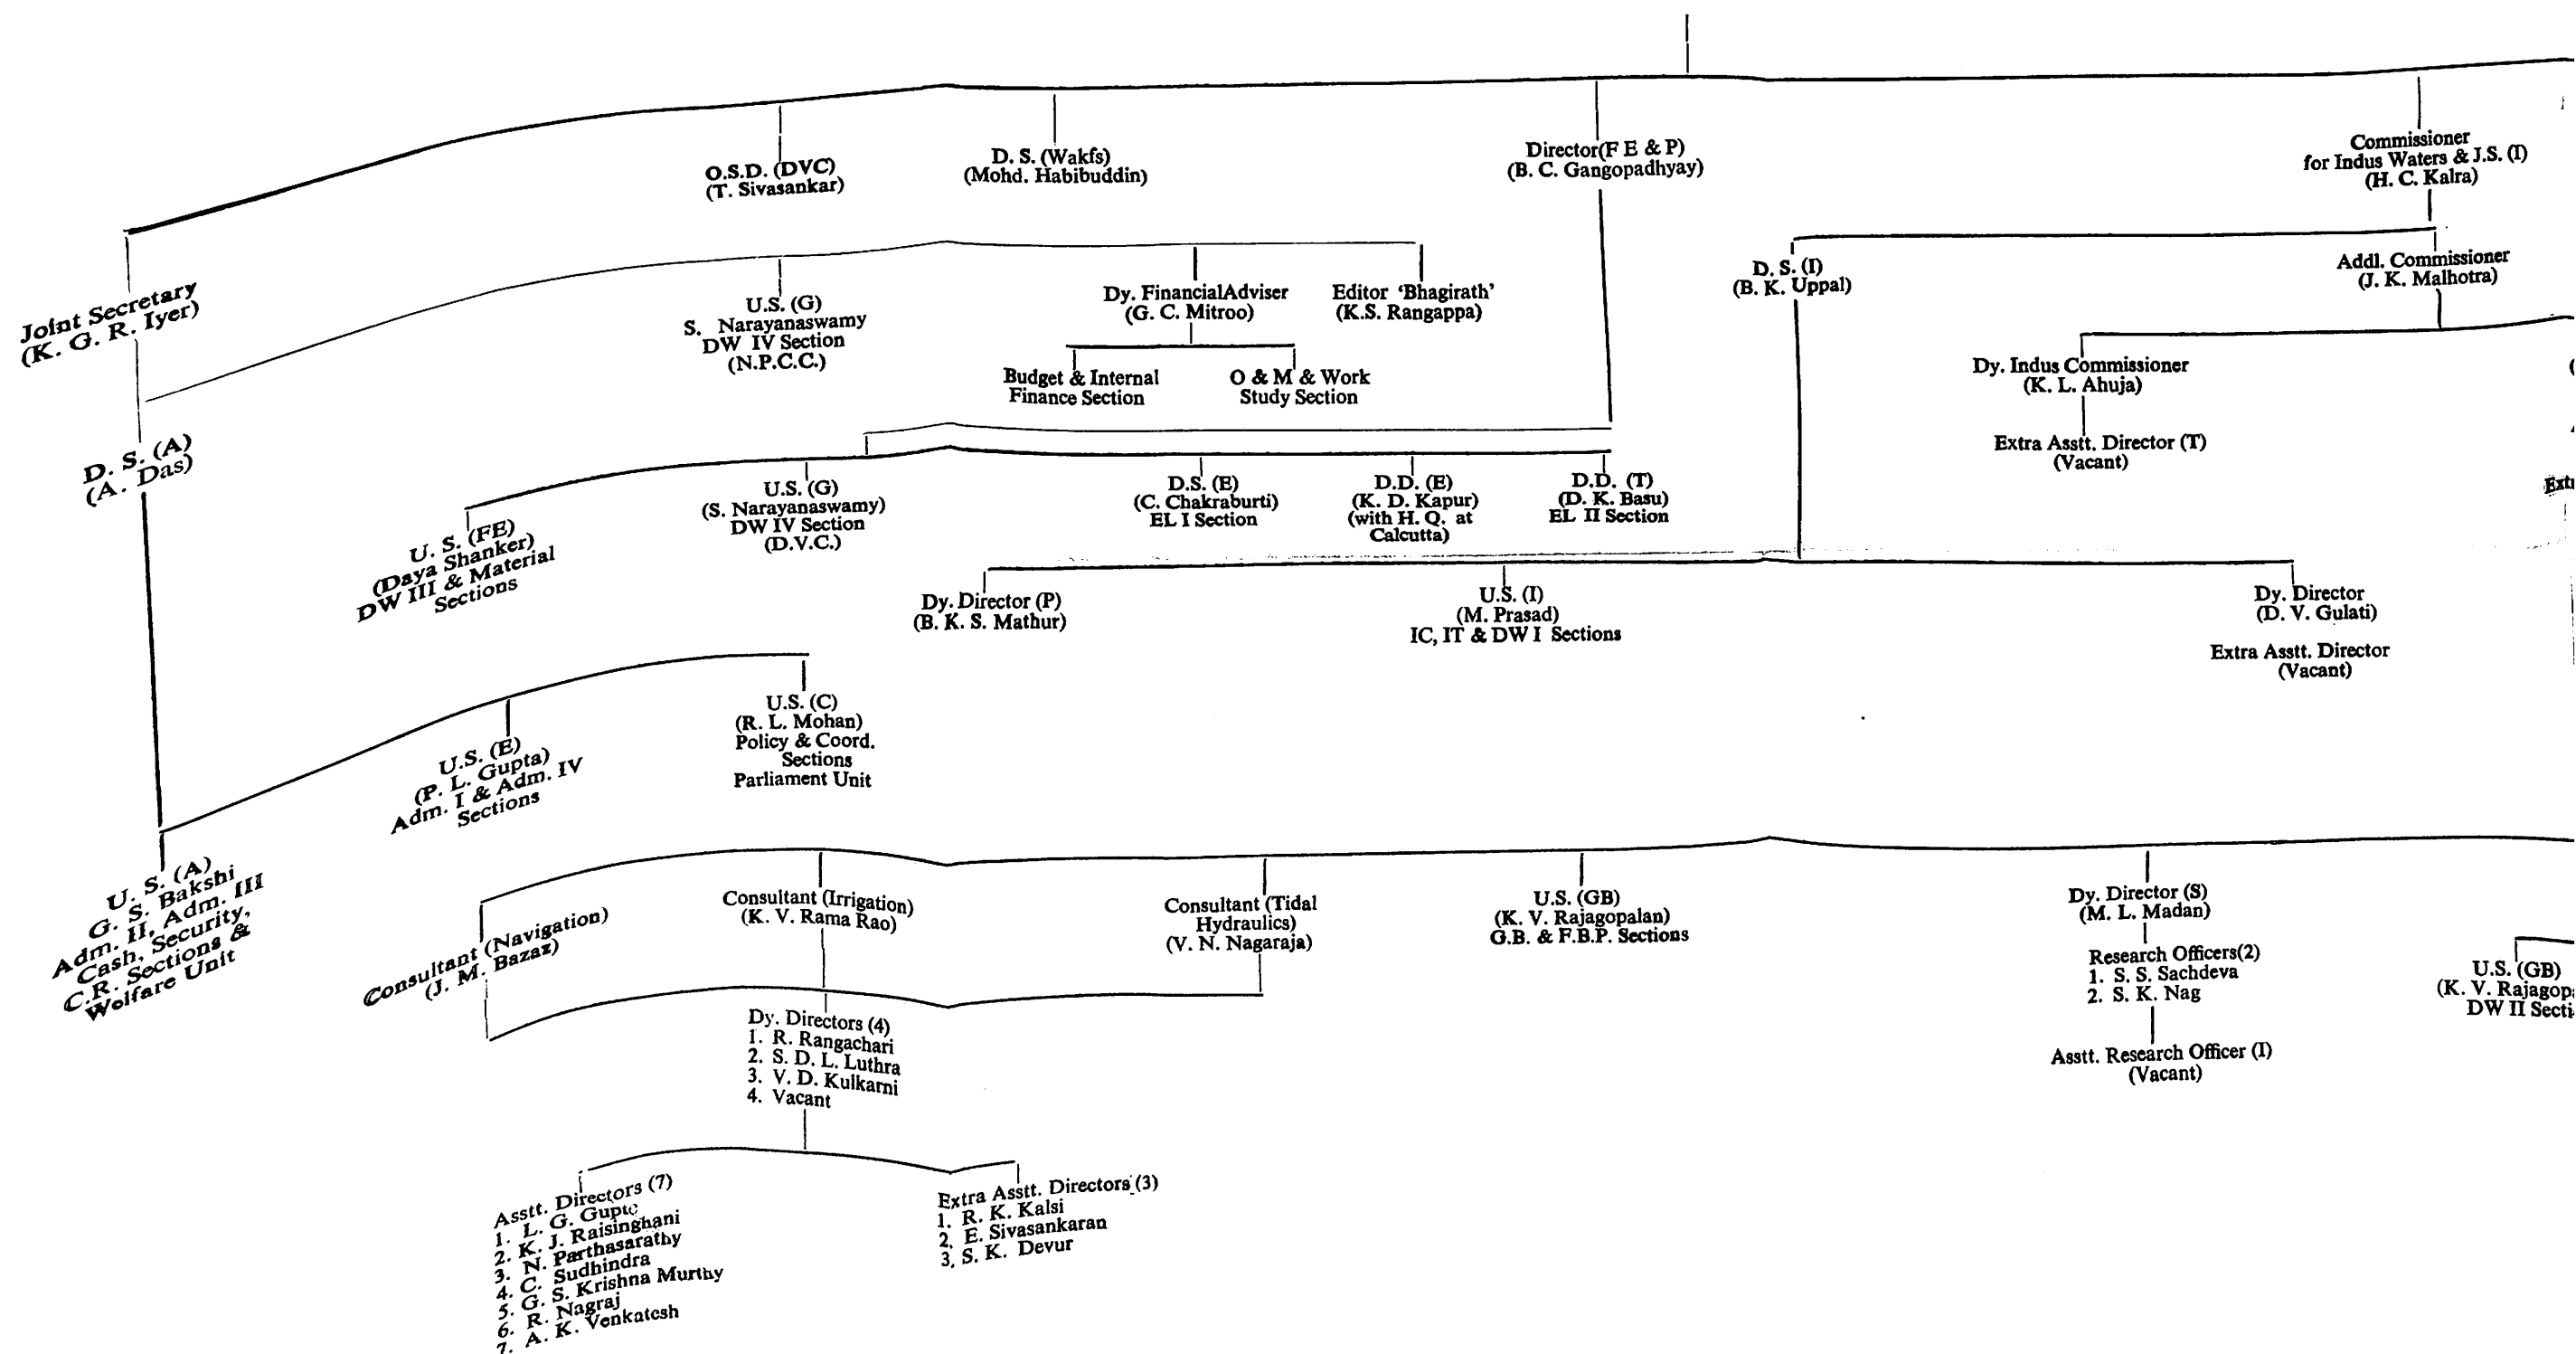 O.S.D. (DVC)
(T. Sivasankar)
D. S. (Wakfs)
(Mohd. Habibuddin)
Director(F E & P)
(B. C. Gangopadhyay)
Commissioner
for Indus Waters & J.S. (I)
(H. C. Kalra)
Joint Secretary
(K. G. R. Iyer)
U.S. (G)
S. Narayanaswamy
DW IV Section
(N.P.C.C.)
Dy. FinancialAdviser
(G. C. Mitroo)
Editor 'Bhagirath'
(K.S. Rangappa)
D. S. (I)
(B. K. Uppal)
Addl. Commissioner
(J. K. Malhotra)
Budget & Internal
Finance Section
O & M & Work
Study Section
Dy. Indus Commissioner
(K. L. Ahuja)
Extra Asstt. Director (T)
(Vacant)
D. S. (A)
(A. Das)
U. S. (FE)
(Daya Shanker)
DW III & Material
Sections
U.S. (G)
(S. Narayanaswamy)
DW IV Section
(D.V.C.)
D.S. (E)
(C. Chakraburti)
EL I Section
D.D. (E)
(K. D. Kapur)
(with H. Q. at
Calcutta)
D.D. (T)
(D. K. Basu)
EL II Section
Dy. Director (P)
(B. K. S. Mathur)
U.S. (I)
(M. Prasad)
IC, IT & DW I Sections
Dy. Director
(D. V. Gulati)
Extra Asstt. Director
(Vacant)
U.S. (E)
(P. L. Gupta)
Adm. I & Adm. IV
Sections
U.S. (C)
(R. L. Mohan)
Policy & Coord.
Sections
Parliament Unit
U. S. (A)
G. S. Bakshi
Adm. II, Adm. III
Cash, Security,
C.R. Sections &
Welfare Unit
Consultant (Navigation)
(J. M. Bazaz)
Consultant (Irrigation)
(K. V. Rama Rao)
Consultant (Tidal
Hydraulics)
(V. N. Nagaraja)
U.S. (GB)
(K. V. Rajagopalan)
G.B. & F.B.P. Sections
Dy. Director (S)
(M. L. Madan)
Research Officers(2)
1. S. S. Sachdeva
2. S. K. Nag
Asstt. Research Officer (I)
(Vacant)
U.S. (GB)
(K. V.
DW II
Dy. Directors (4)
1. R. Rangachari
2. S. D. L. Luthra
3. V. D. Kulkarni
4. Vacant
Asstt. Directors (7)
1. L. G.
2. K. J. Raisinghani
3. N. Parthasarathy
4. C. Sudhindra
5. G. S. Krishna Murthy
6. R. Nagraj
7. A. K. Venkatesh
Extra Asstt. Directors (3)
1. R. K. Kalsi
2. E. Sivasankaran
3. S. K. Devur